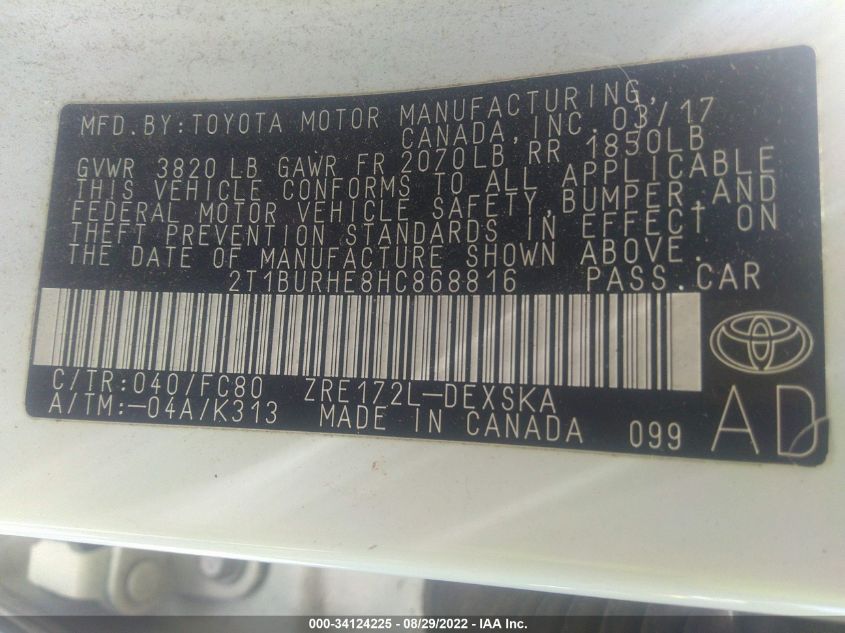 MFD.BY:TOYOTA MOTOR MANUFACTURING,
CANADA,INC. 03/17
GVWR 3820 LB GAWR FR 2070LB RR 1850LB
THIS VEHICLE CONFORMS TO ALL APPLICABLE
FEDERAL MOTOR VEHICLE SAFETY,BUMPER,AND
THEFT PREVENTION STANDARDS IN EFFECT ON
THE DATE OF MANUFACTURE SHOWN ABOVE.
2T1BURHE8HC868816 PASS.CAR
C/TR:040/FC80 ZRE172L-DEXSKA
A/TM:-04A/K313 MADE IN CANADA 099 AD
000-34124225 - 08/29/2022 - IAA Inc.